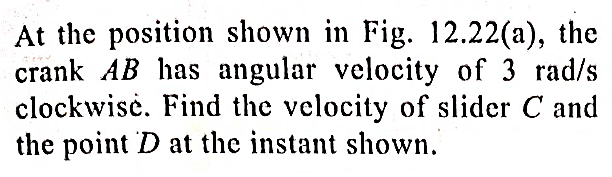 At the position shown in Fig. 12.22(a), the
crank AB has angular velocity of 3 rad/s
clockwise. Find the velocity of slider C and
the point D at the instant shown.